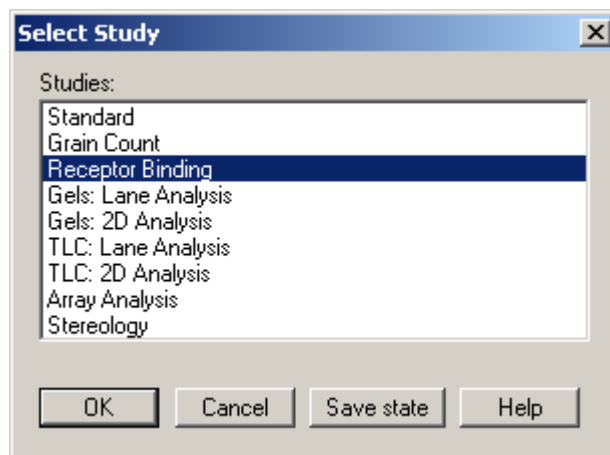 Select Study
Studies:
Standard
Grain Count
Receptor Binding
Gels: Lane Analysis
Gels: 2D Analysis
TLC: Lane Analysis
TLC: 2D Analysis
Array Analysis
Stereology
OK Cancel Save state Help